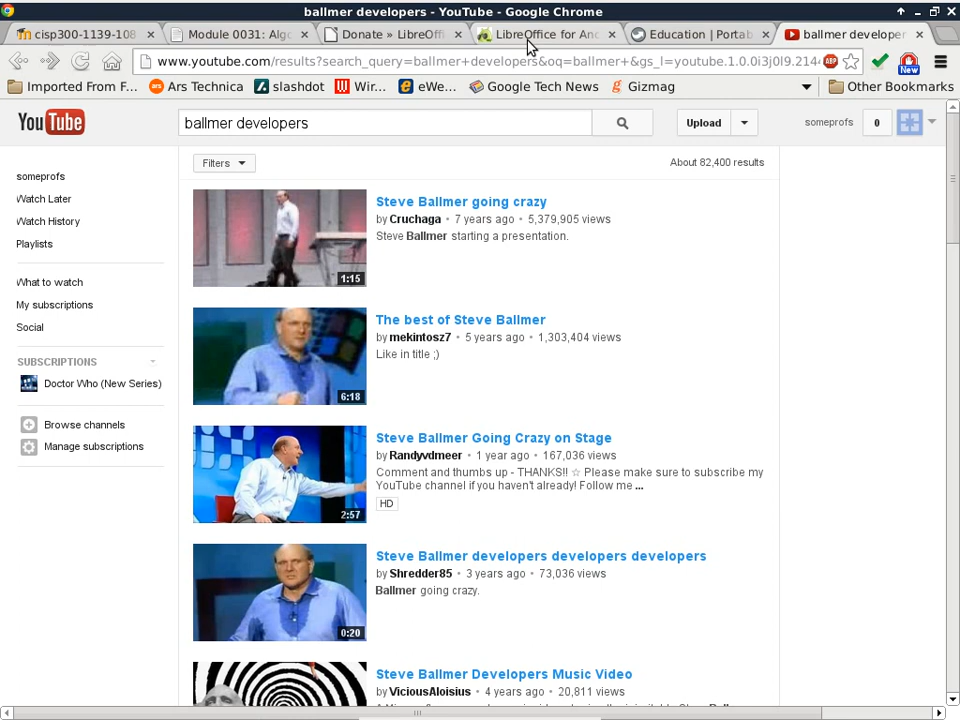 ballmer developers - YouTube - Google Chrome
cisp300-1139-108
Module 0031: Algo
Donate » LibreOffi
LibreOffice for And
Education | Portab
ballmer develope
www.youtube.com/results?search_query=ballmer+developers&oq=ballmer+&gs_l=youtube.1.0.0i3j0l9.2144
ABP
New
Imported From F...
Ars Technica
slashdot
Wir...
eWe...
Google Tech News
Gizmag
Other Bookmarks
YouTube
ballmer developers
Upload
someprofs
0
Filters
About 82,400 results
someprofs
Watch Later
Watch History
Playlists
What to watch
My subscriptions
Social
SUBSCRIPTIONS
Doctor Who (New Series)
Browse channels
Manage subscriptions
1:15
Steve Ballmer going crazy
by Cruchaga • 7 years ago • 5,379,905 views
Steve Ballmer starting a presentation.
6:18
The best of Steve Ballmer
by mekintosz7 • 5 years ago • 1,303,404 views
Like in title ;)
2:57
Steve Ballmer Going Crazy on Stage
by Randyvdmeer • 1 year ago • 167,036 views
Comment and thumbs up - THANKS!! ☆ Please make sure to subscribe my
YouTube channel if you haven't already! Follow me ...
HD
0:20
Steve Ballmer developers developers developers
by Shredder85 • 3 years ago • 73,036 views
Ballmer going crazy.
Steve Ballmer Developers Music Video
by ViciousAloisius • 4 years ago • 20,811 views